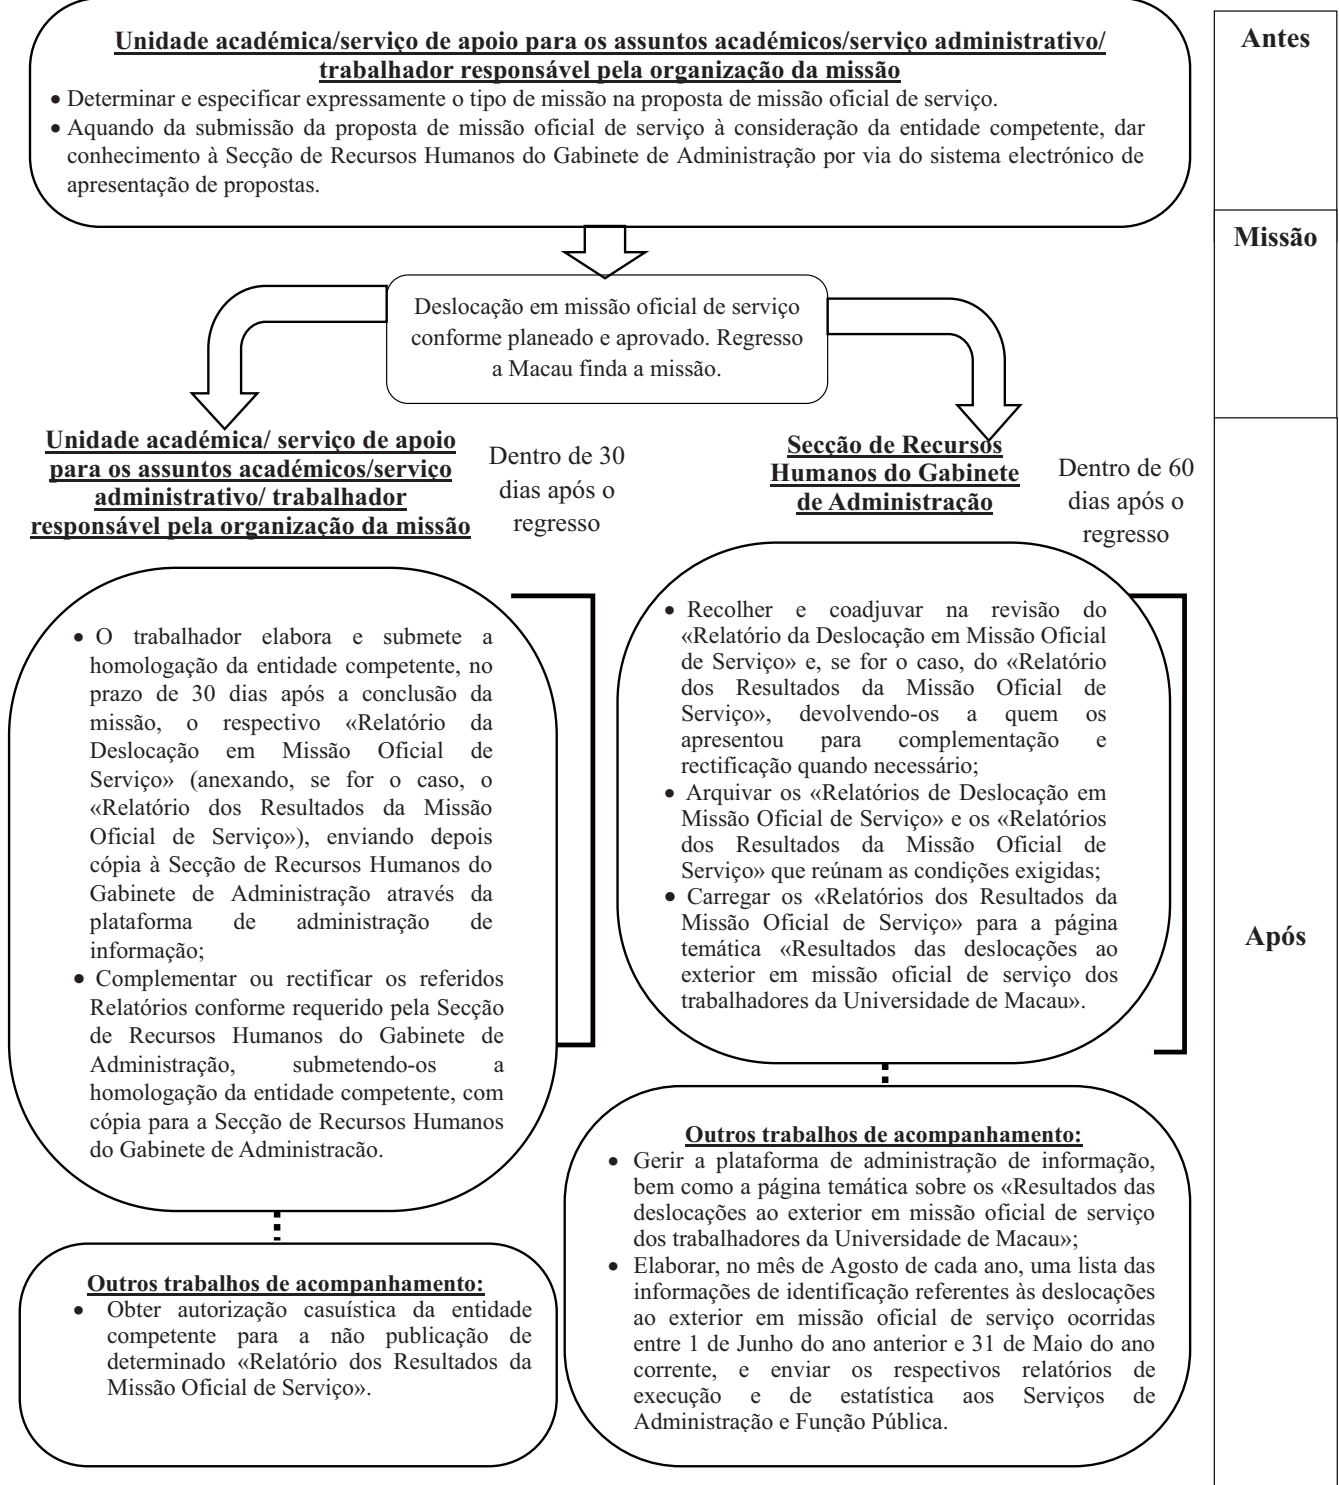 Unidade académica/serviço de apoio para os assuntos académicos/serviço administrativo/
trabalhador responsável pela organização da missão
• Determinar e especificar expressamente o tipo de missão na proposta de missão oficial de serviço.
• Aquando da submissão da proposta de missão oficial de serviço à consideração da entidade competente, dar
conhecimento à Secção de Recursos Humanos do Gabinete de Administração por via do sistema electrónico de
apresentação de propostas.
Antes
Missão
Deslocação em missão oficial de serviço
conforme planeado e aprovado. Regresso
a Macau finda a missão.
Unidade académica/ serviço de apoio
para os assuntos académicos/serviço
administrativo/ trabalhador
responsável pela organização da missão
Dentro de 30
dias após o
regresso
Secção de Recursos
Humanos do Gabinete
de Administração
Dentro de 60
dias após o
regresso
• O trabalhador elabora e submete a
homologação da entidade competente, no
prazo de 30 dias após a conclusão da
missão, o respectivo «Relatório da
Deslocação em Missão Oficial de
Serviço» (anexando, se for o caso, o
«Relatório dos Resultados da Missão
Oficial de Serviço»), enviando depois
cópia à Secção de Recursos Humanos do
Gabinete de Administração através da
plataforma de administração de
informação;
• Complementar ou rectificar os referidos
Relatórios conforme requerido pela Secção
de Recursos Humanos do Gabinete de
Administração, submetendo-os a
homologação da entidade competente, com
cópia para a Secção de Recursos Humanos
do Gabinete de Administracão.
• Recolher e coadjuvar na revisão do
«Relatório da Deslocação em Missão Oficial
de Serviço» e, se for o caso, do «Relatório
dos Resultados da Missão Oficial de
Serviço», devolvendo-os a quem os
apresentou para complementação e
rectificação quando necessário;
• Arquivar os «Relatórios de Deslocação em
Missão Oficial de Serviço» e os «Relatórios
dos Resultados da Missão Oficial de
Serviço» que reúnam as condições exigidas;
• Carregar os «Relatórios dos Resultados da
Missão Oficial de Serviço» para a página
temática «Resultados das deslocações ao
exterior em missão oficial de serviço dos
trabalhadores da Universidade de Macau».
Após
Outros trabalhos de acompanhamento:
• Obter autorização casuística da entidade
competente para a não publicação de
determinado «Relatório dos Resultados da
Missão Oficial de Serviço».
Outros trabalhos de acompanhamento:
• Gerir a plataforma de administração de informação,
bem como a página temática sobre os «Resultados das
deslocações ao exterior em missão oficial de serviço
dos trabalhadores da Universidade de Macau»;
• Elaborar, no mês de Agosto de cada ano, uma lista das
informações de identificação referentes às deslocações
ao exterior em missão oficial de serviço ocorridas
entre 1 de Junho do ano anterior e 31 de Maio do ano
corrente, e enviar os respectivos relatórios de
execução e de estatística aos Serviços de
Administração e Função Pública.